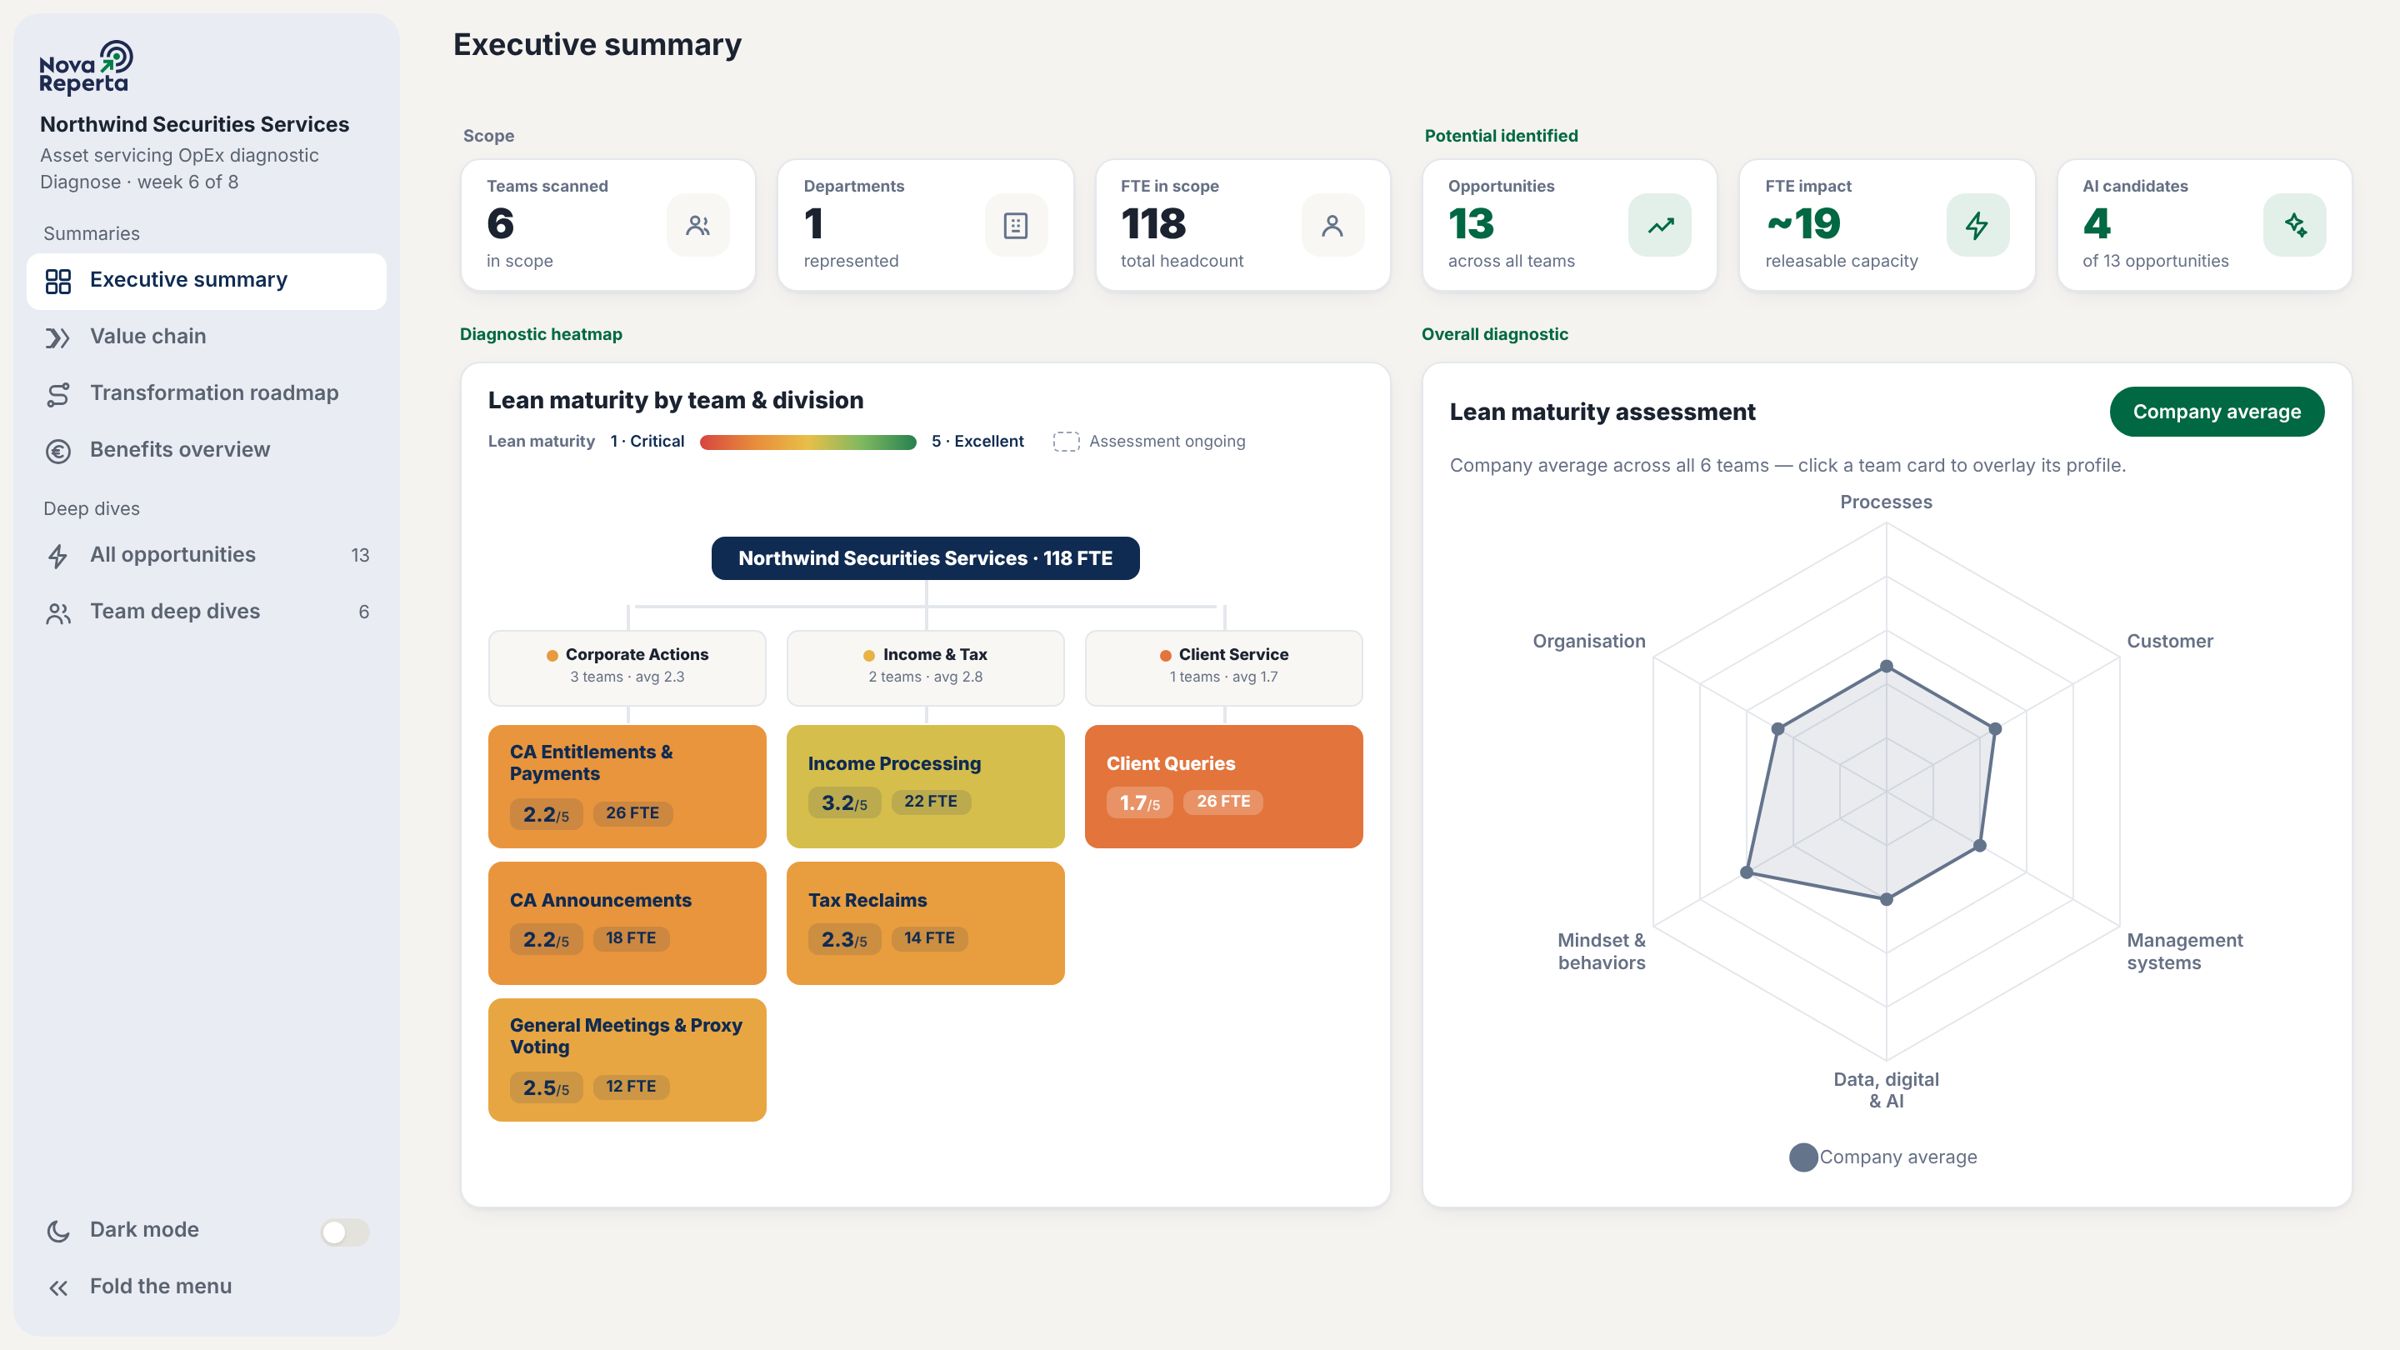 Nova
Reperta
Northwind Securities Services
Asset servicing OpEx diagnostic
Diagnose · week 6 of 8
Summaries
Executive summary
Value chain
Transformation roadmap
Benefits overview
Deep dives
All opportunities 13
Team deep dives 6
Dark mode
Fold the menu
Executive summary
Scope
Teams scanned
6
in scope
Departments
1
represented
FTE in scope
118
total headcount
Potential identified
Opportunities
13
across all teams
FTE impact
~19
releasable capacity
AI candidates
4
of 13 opportunities
Diagnostic heatmap
Lean maturity by team & division
Lean maturity 1 · Critical 5 · Excellent Assessment ongoing
Northwind Securities Services · 118 FTE
Corporate Actions
3 teams · avg 2.3
Income & Tax
2 teams · avg 2.8
Client Service
1 teams · avg 1.7
CA Entitlements &
Payments
2.2/5 26 FTE
Income Processing
3.2/5 22 FTE
Client Queries
1.7/5 26 FTE
CA Announcements
2.2/5 18 FTE
Tax Reclaims
2.3/5 14 FTE
General Meetings & Proxy
Voting
2.5/5 12 FTE
Overall diagnostic
Lean maturity assessment
Company average
Company average across all 6 teams — click a team card to overlay its profile.
Processes
Organisation
Customer
Mindset &
behaviors
Management
systems
Data, digital
& AI
Company average